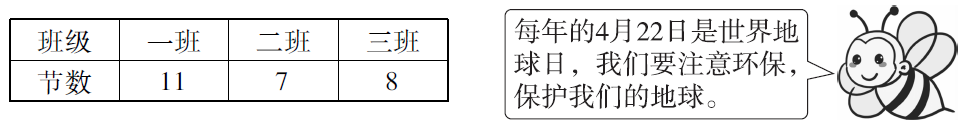 班级 一班 二班 三班
节数 11 7 8
每年的4月22日是世界地
球日，我们要注意环保，
保护我们的地球。